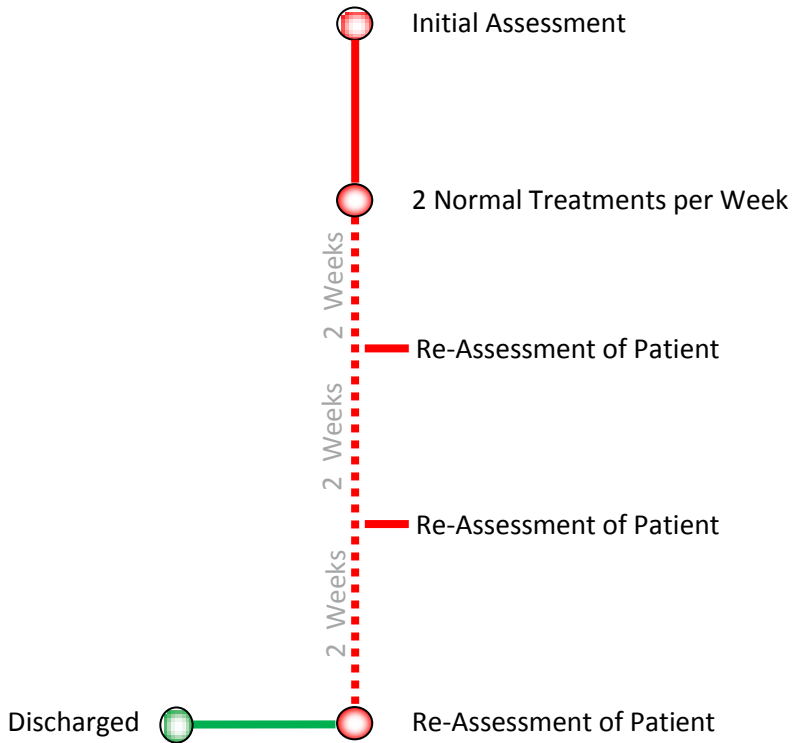 Initial Assessment
2 Normal Treatments per Week
2 Weeks
Re-Assessment of Patient
2 Weeks
Re-Assessment of Patient
2 Weeks
Discharged
Re-Assessment of Patient